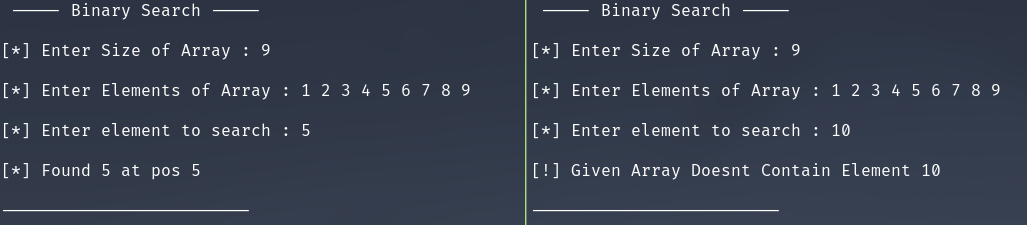 ───── Binary Search ─────
[*] Enter Size of Array : 9
[*] Enter Elements of Array : 1 2 3 4 5 6 7 8 9
[*] Enter element to search : 5
[*] Found 5 at pos 5
───── Binary Search ─────
[*] Enter Size of Array : 9
[*] Enter Elements of Array : 1 2 3 4 5 6 7 8 9
[*] Enter element to search : 10
[!] Given Array Doesnt Contain Element 10